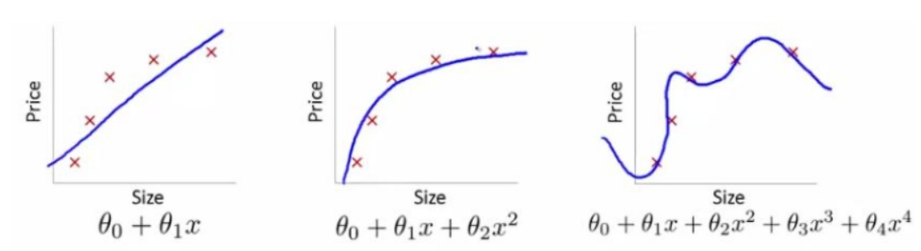 Price
Size
θ₀ + θ₁x
Price
Size
θ₀ + θ₁x + θ₂x²
Price
Size
θ₀ + θ₁x + θ₂x² + θ₃x³ + θ₄x⁴